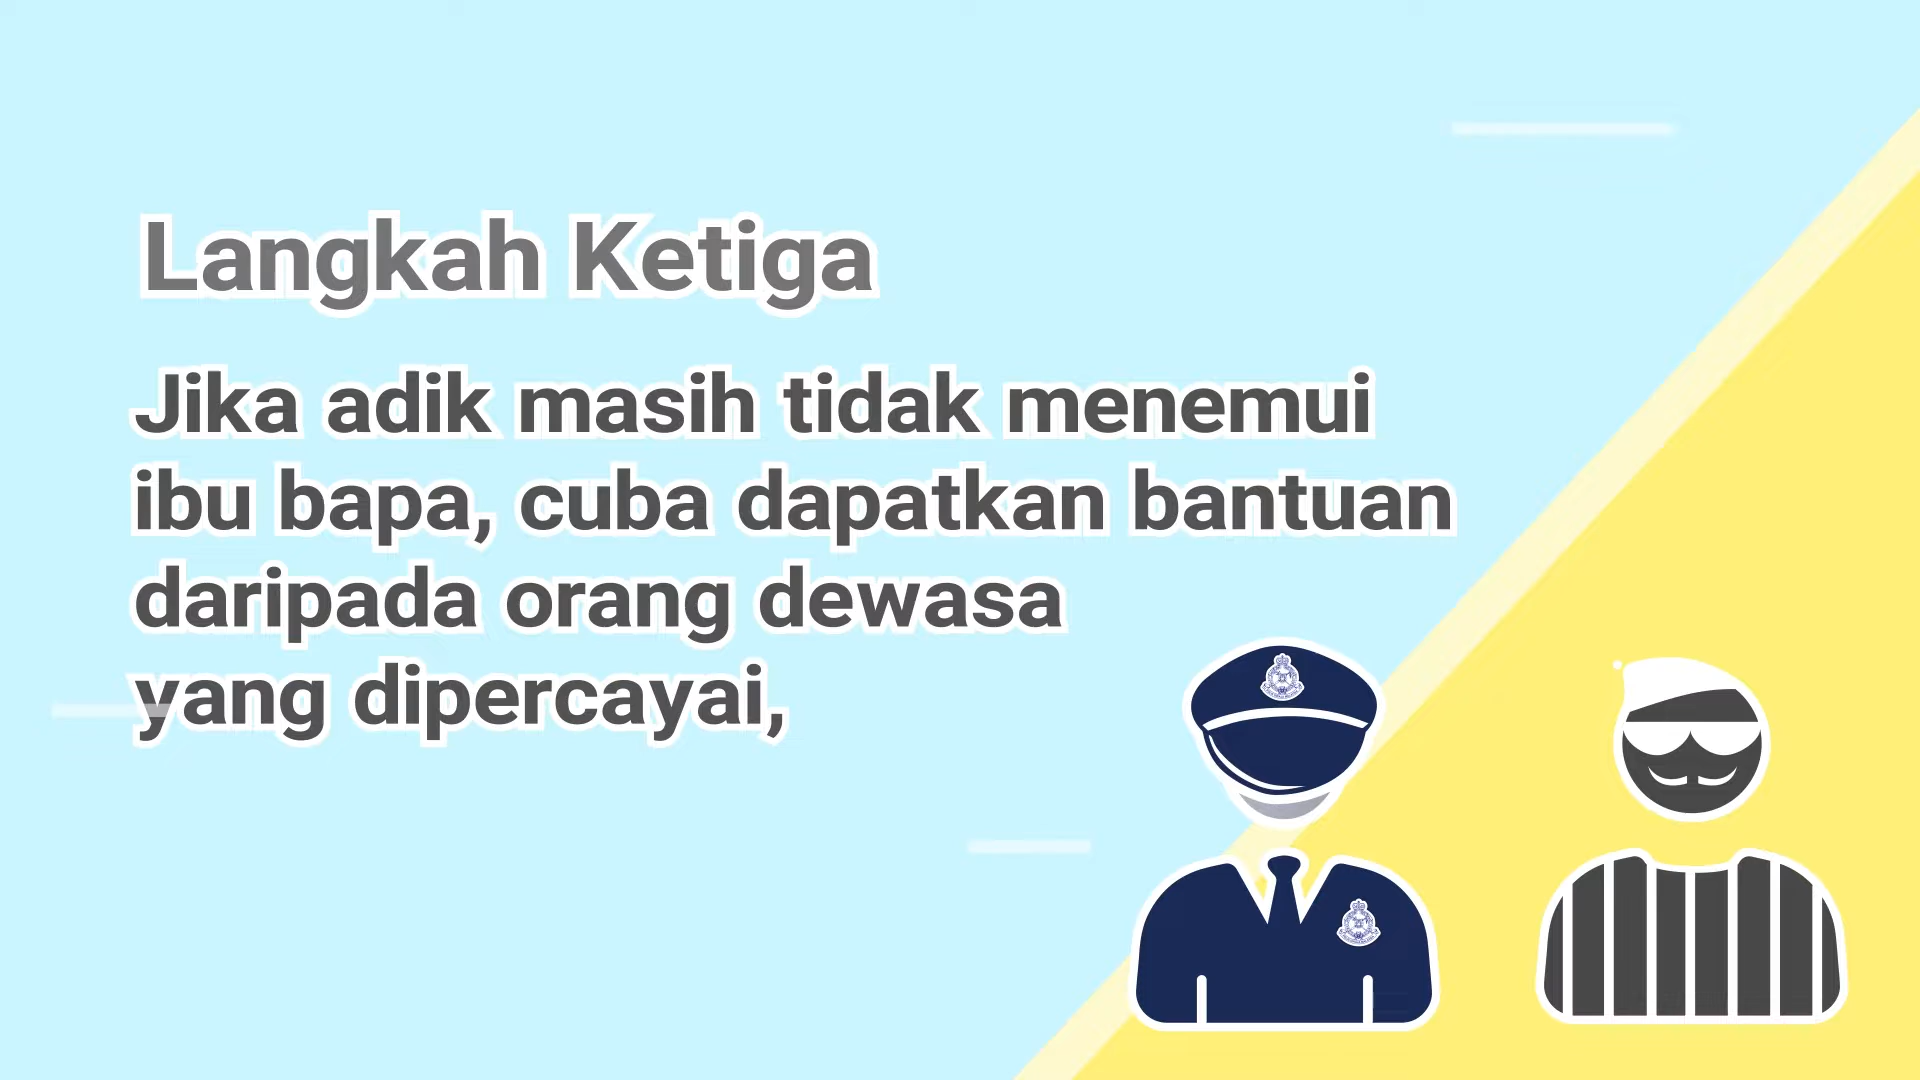 Langkah Ketiga
Jika adik masih tidak menemui
ibu bapa, cuba dapatkan bantuan
daripada orang dewasa
yang dipercayai,